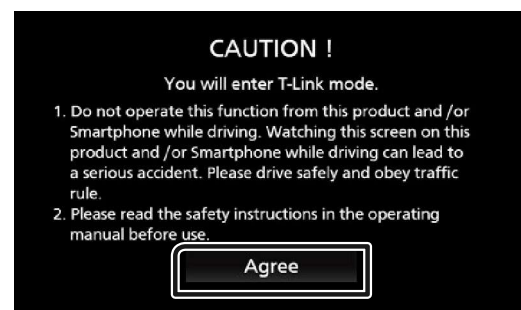 CAUTION !
You will enter T-Link mode.
1. Do not operate this function from this product and /or
Smartphone while driving. Watching this screen on this
product and /or Smartphone while driving can lead to
a serious accident. Please drive safely and obey traffic
rule.
2. Please read the safety instructions in the operating
manual before use.
Agree